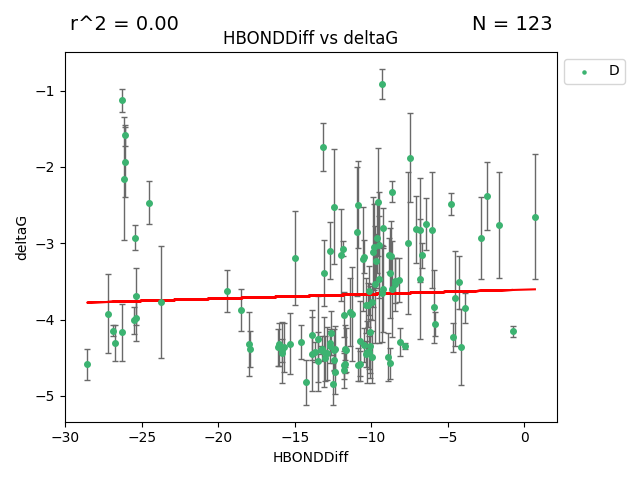 r^2 = 0.00 N = 123
HBONDDiff vs deltaG
D
−1
−2
−3
−4
−5
deltaG
−30 −25 −20 −15 −10 −5 0
HBONDDiff